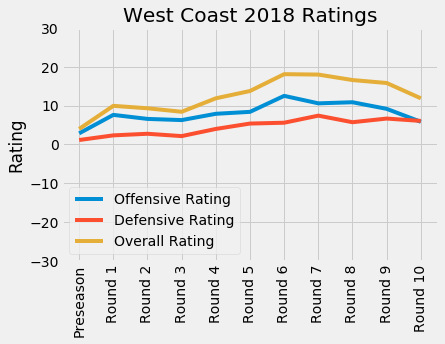 West Coast 2018 Ratings
30
20
10
0
−10
−20
−30
Rating
Offensive Rating
Defensive Rating
Overall Rating
Preseason
Round 1
Round 2
Round 3
Round 4
Round 5
Round 6
Round 7
Round 8
Round 9
Round 10